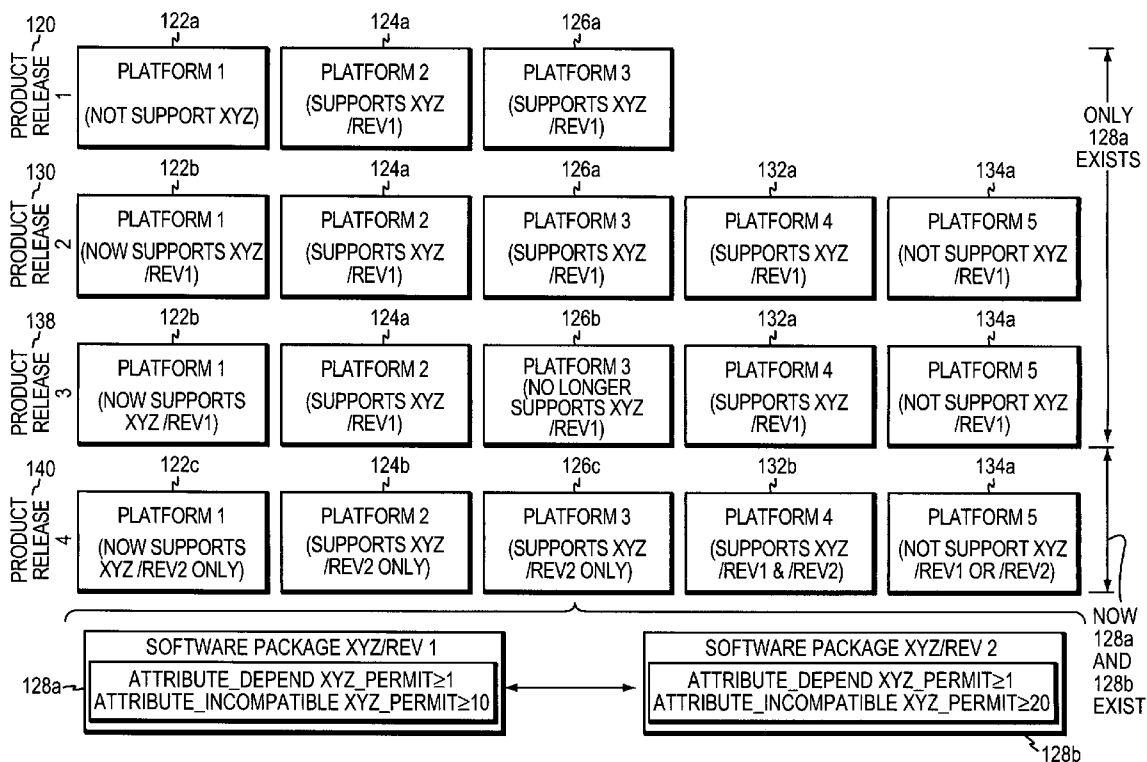 120
PRODUCT
RELEASE
1
122a
PLATFORM 1
(NOT SUPPORT XYZ)
124a
PLATFORM 2
(SUPPORTS XYZ
/REV1)
126a
PLATFORM 3
(SUPPORTS XYZ
/REV1)
ONLY
128a
EXISTS
130
PRODUCT
RELEASE
2
122b
PLATFORM 1
(NOW SUPPORTS XYZ
/REV1)
124a
PLATFORM 2
(SUPPORTS XYZ
/REV1)
126a
PLATFORM 3
(SUPPORTS XYZ
/REV1)
132a
PLATFORM 4
(SUPPORTS XYZ
/REV1)
134a
PLATFORM 5
(NOT SUPPORT XYZ
/REV1)
138
PRODUCT
RELEASE
3
122b
PLATFORM 1
(NOW SUPPORTS
XYZ /REV1)
124a
PLATFORM 2
(SUPPORTS XYZ
/REV1)
126b
PLATFORM 3
(NO LONGER
SUPPORTS XYZ
/REV1)
132a
PLATFORM 4
(SUPPORTS XYZ
/REV1)
134a
PLATFORM 5
(NOT SUPPORT XYZ
/REV1)
140
PRODUCT
RELEASE
4
122c
PLATFORM 1
(NOW SUPPORTS
XYZ /REV2 ONLY)
124b
PLATFORM 2
(SUPPORTS XYZ
/REV2 ONLY)
126c
PLATFORM 3
(SUPPORTS XYZ
/REV2 ONLY)
132b
PLATFORM 4
(SUPPORTS XYZ
/REV1 & /REV2)
134a
PLATFORM 5
(NOT SUPPORT XYZ
/REV1 OR /REV2)
NOW
128a
AND
128b
EXIST
SOFTWARE PACKAGE XYZ/REV 1
128a
ATTRIBUTE_DEPEND XYZ_PERMIT≥1
ATTRIBUTE_INCOMPATIBLE XYZ_PERMIT≥10
SOFTWARE PACKAGE XYZ/REV 2
ATTRIBUTE_DEPEND XYZ_PERMIT≥1
ATTRIBUTE_INCOMPATIBLE XYZ_PERMIT≥20
128b